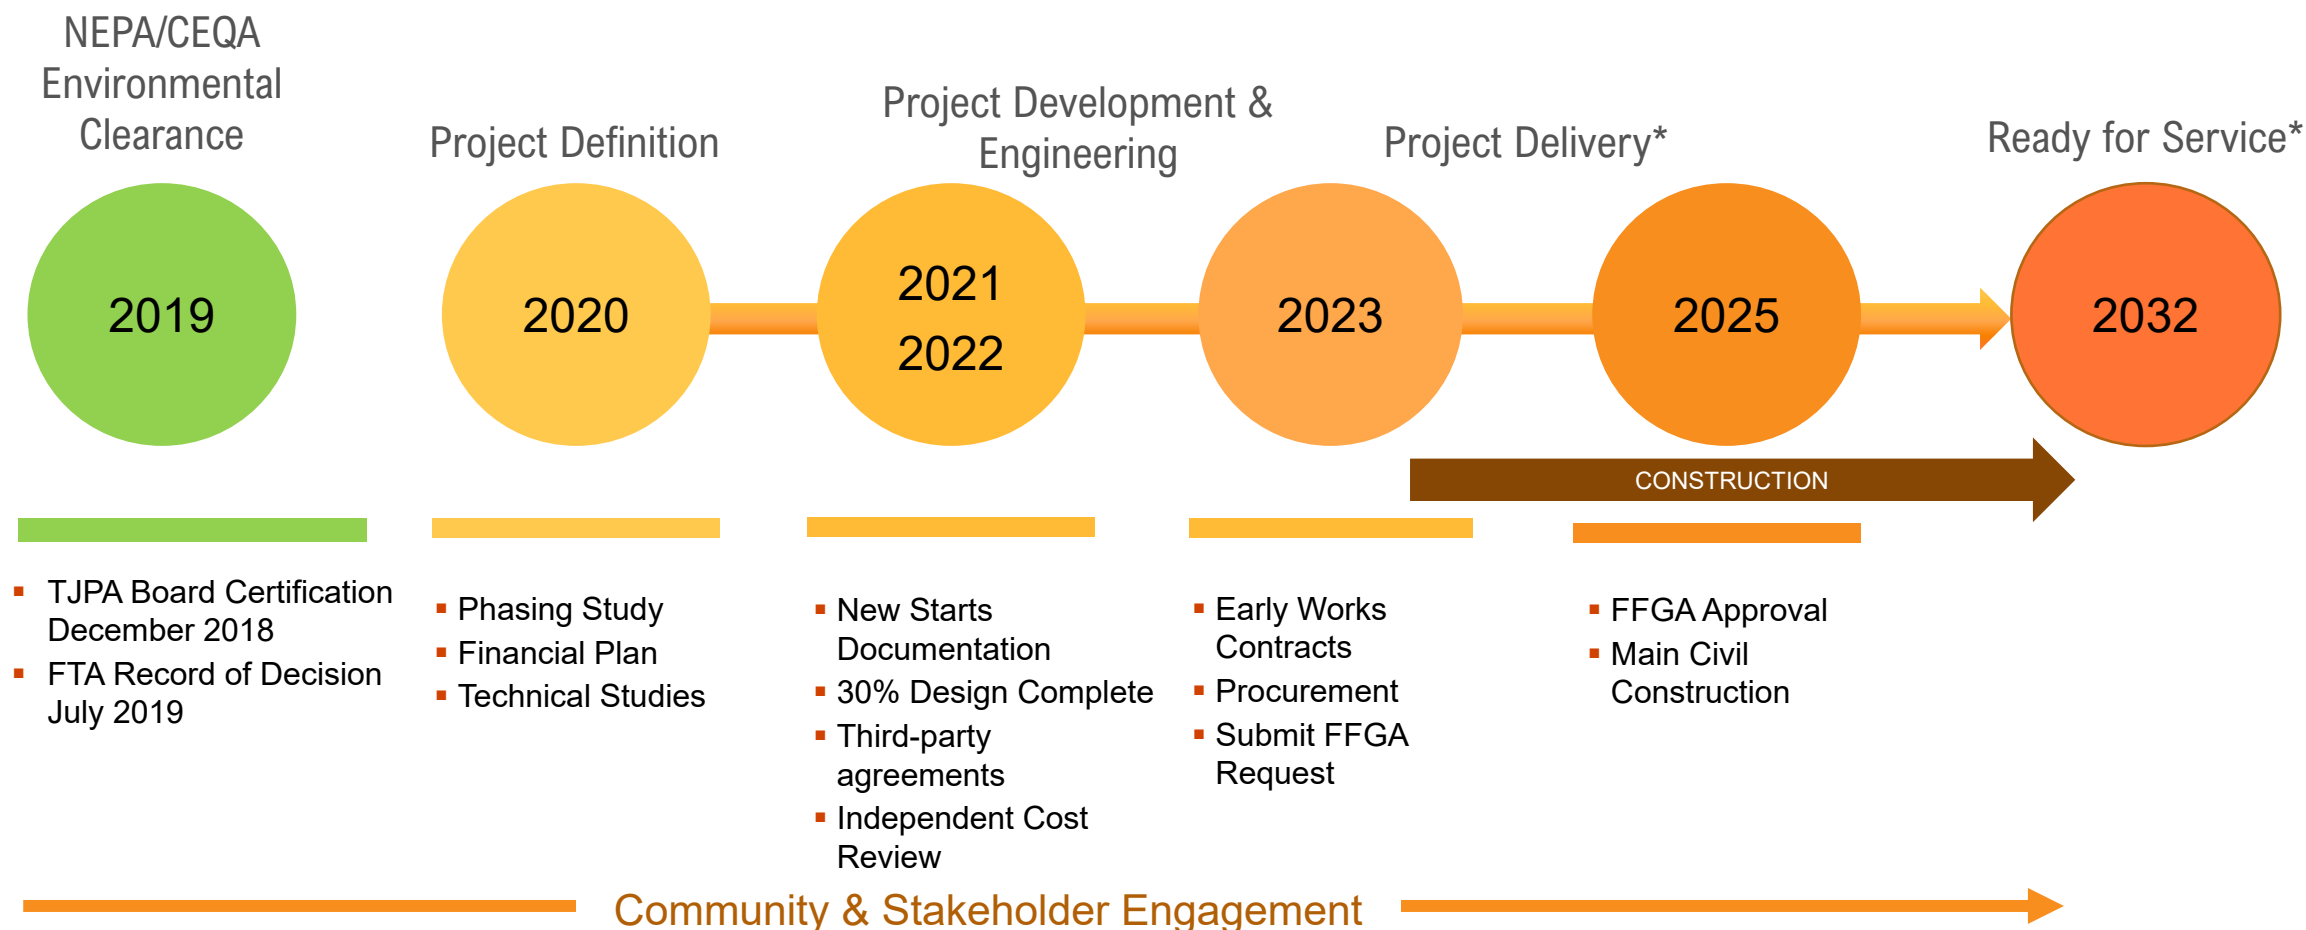 NEPA/CEQA
Environmental
Clearance
Project Definition
Project Development &
Engineering
Project Delivery*
Ready for Service*
2019
2020
2021
2022
2023
2025
2032
CONSTRUCTION
▪ TJPA Board Certification
December 2018
▪ FTA Record of Decision
July 2019
▪ Phasing Study
▪ Financial Plan
▪ Technical Studies
▪ New Starts
Documentation
▪ 30% Design Complete
▪ Third-party
agreements
▪ Independent Cost
Review
▪ Early Works
Contracts
▪ Procurement
▪ Submit FFGA
Request
▪ FFGA Approval
▪ Main Civil
Construction
Community & Stakeholder Engagement